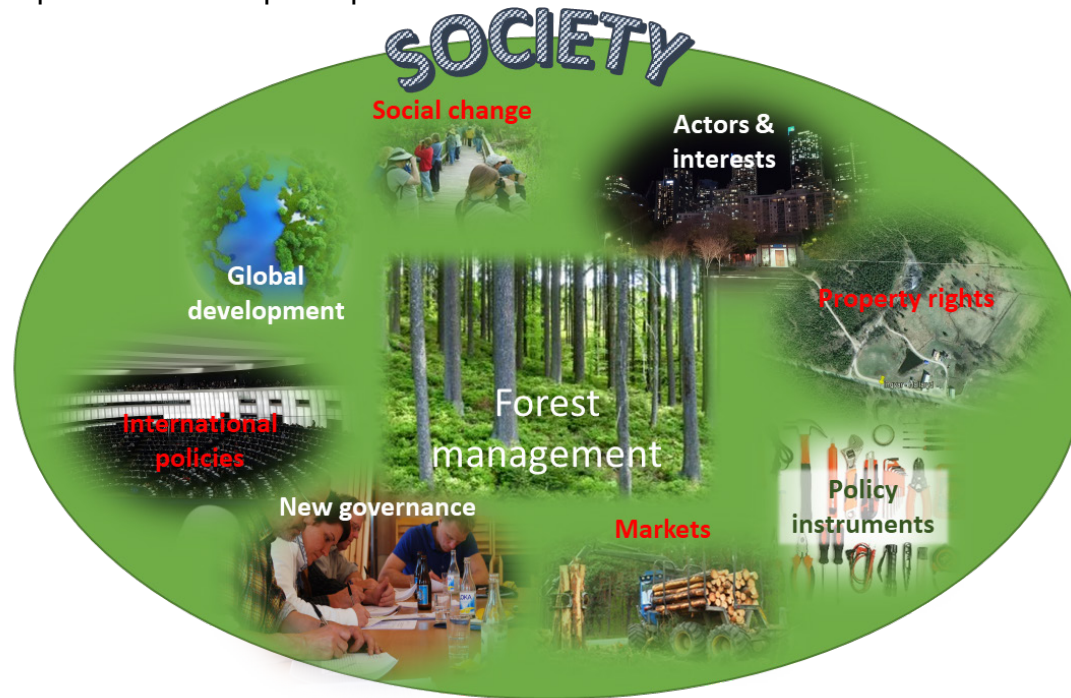 SOCIETY
Social change
Actors &
interests
Global
development
Property rights
International
policies
Forest
management
New governance
Markets
Policy
instruments